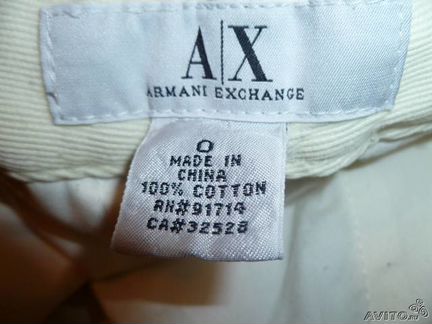 A|X
ARMANI EXCHANGE
0
MADE IN
CHINA
100% COTTON
RN#91714
CA#32528
AVITO.ru